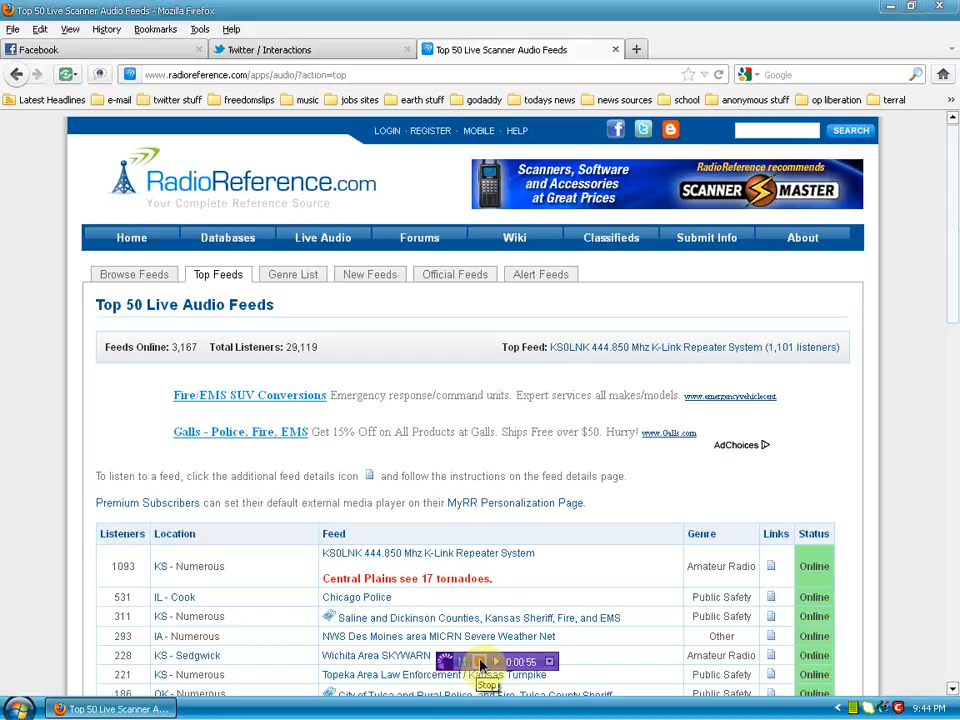 Top 50 Live Scanner Audio Feeds - Mozilla Firefox
File Edit View History Bookmarks Tools Help
Facebook Twitter / Interactions Top 50 Live Scanner Audio Feeds
www.radioreference.com/apps/audio/?action=top Google
Latest Headlines e-mail twitter stuff freedomslips music jobs sites earth stuff godaddy todays news news sources school anonymous stuff op liberation terral
LOGIN · REGISTER · MOBILE · HELP SEARCH
RadioReference.com
Your Complete Reference Source
Scanners, Software
and Accessories
at Great Prices
RadioReference recommends
SCANNER MASTER
Home Databases Live Audio Forums Wiki Classifieds Submit Info About
Browse Feeds Top Feeds Genre List New Feeds Official Feeds Alert Feeds
Top 50 Live Audio Feeds
Feeds Online: 3,167 Total Listeners: 29,119 Top Feed: KS0LNK 444.850 Mhz K-Link Repeater System (1,101 listeners)
Fire/EMS SUV Conversions Emergency response/command units. Expert services all makes/models. www.emergencyvehiclecent
Galls - Police, Fire, EMS Get 15% Off on All Products at Galls. Ships Free over $50. Hurry! www.Galls.com
AdChoices
To listen to a feed, click the additional feed details icon and follow the instructions on the feed details page.
Premium Subscribers can set their default external media player on their MyRR Personalization Page.
Listeners Location Feed Genre Links Status
1093 KS - Numerous KS0LNK 444.850 Mhz K-Link Repeater System Amateur Radio Online
Central Plains see 17 tornadoes.
531 IL - Cook Chicago Police Public Safety Online
311 KS - Numerous Saline and Dickinson Counties, Kansas Sheriff, Fire, and EMS Public Safety Online
293 IA - Numerous NWS Des Moines area MICRN Severe Weather Net Other Online
228 KS - Sedgwick Wichita Area SKYWARN 0:00:55 Amateur Radio Online
221 KS - Numerous Topeka Area Law Enforcement / Kansas Turnpike Public Safety Online
Stop
186 OK - Numerous City of Tulsa and Rural Police, and Fire, Tulsa County Sheriff Public Safety Online
Top 50 Live Scanner A... 9:44 PM